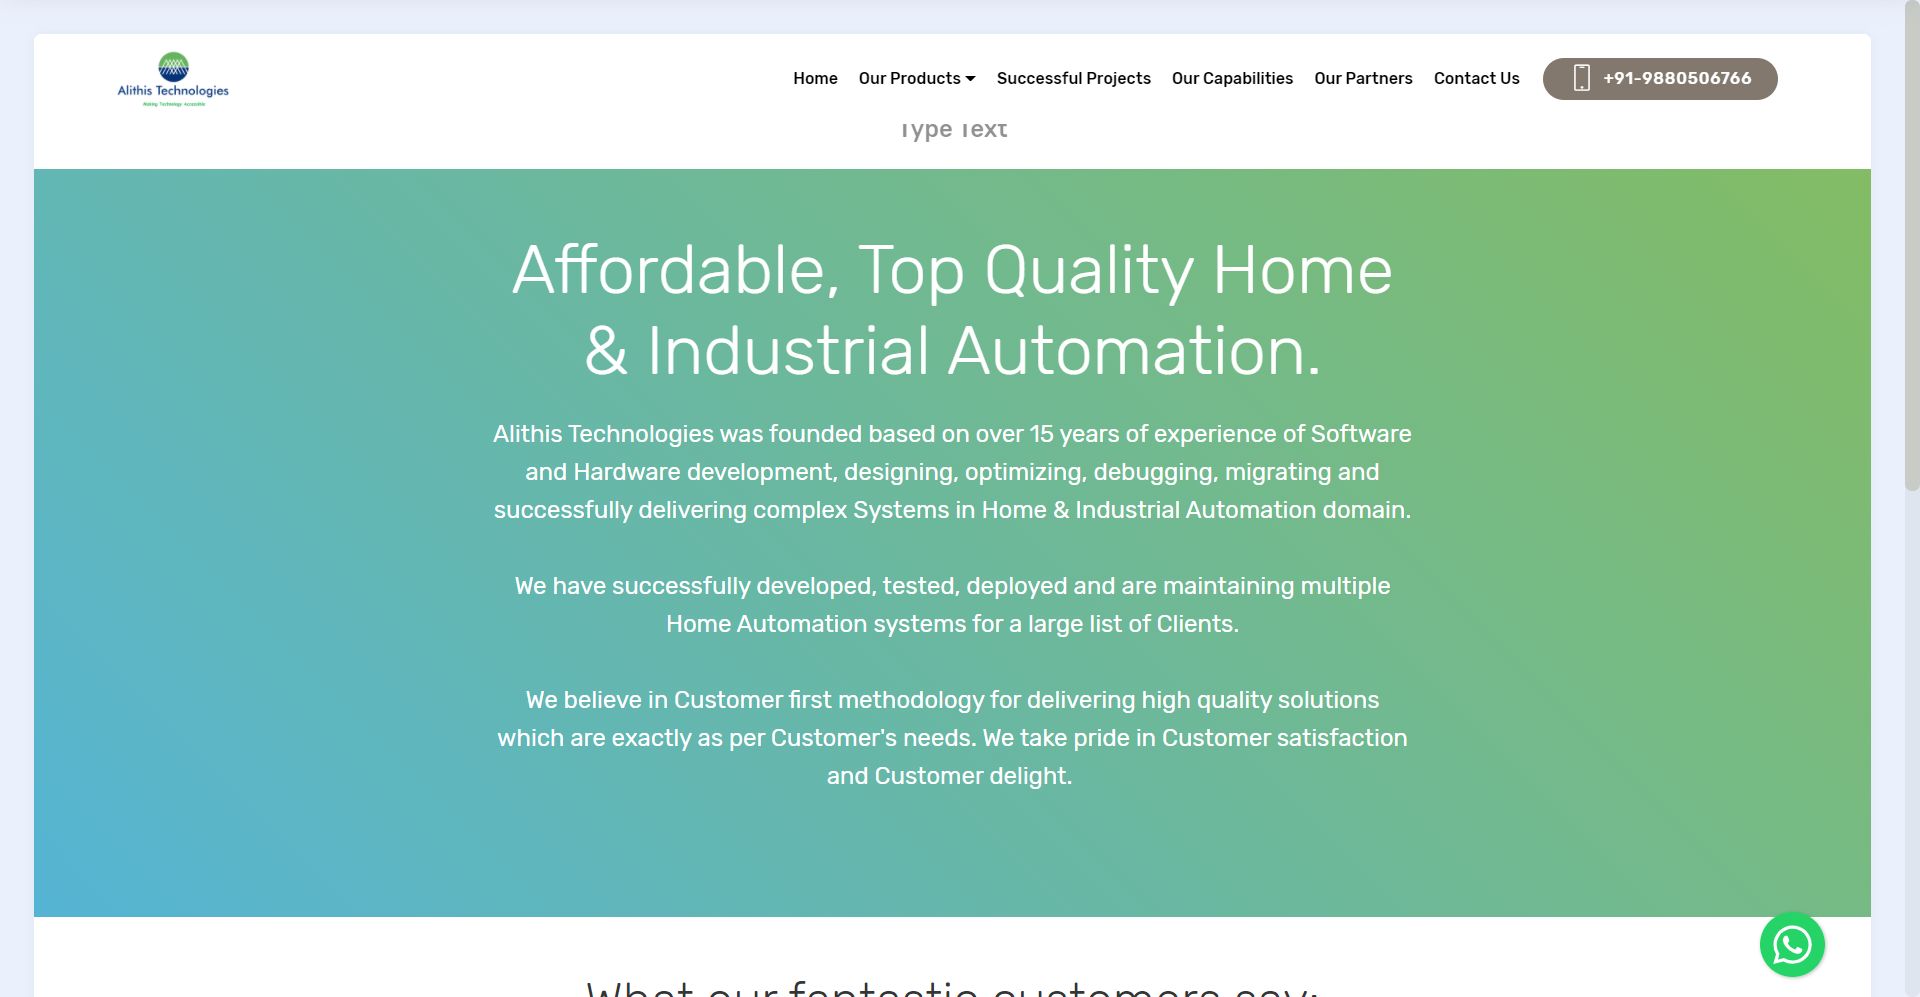 Alithis Technologies
Making Technology Accessible
Home
Our Products
Successful Projects
Our Capabilities
Our Partners
Contact Us
+91-9880506766
Type Text
Affordable, Top Quality Home
& Industrial Automation.
Alithis Technologies was founded based on over 15 years of experience of Software
and Hardware development, designing, optimizing, debugging, migrating and
successfully delivering complex Systems in Home & Industrial Automation domain.
We have successfully developed, tested, deployed and are maintaining multiple
Home Automation systems for a large list of Clients.
We believe in Customer first methodology for delivering high quality solutions
which are exactly as per Customer's needs. We take pride in Customer satisfaction
and Customer delight.
What our fantastic customers say: